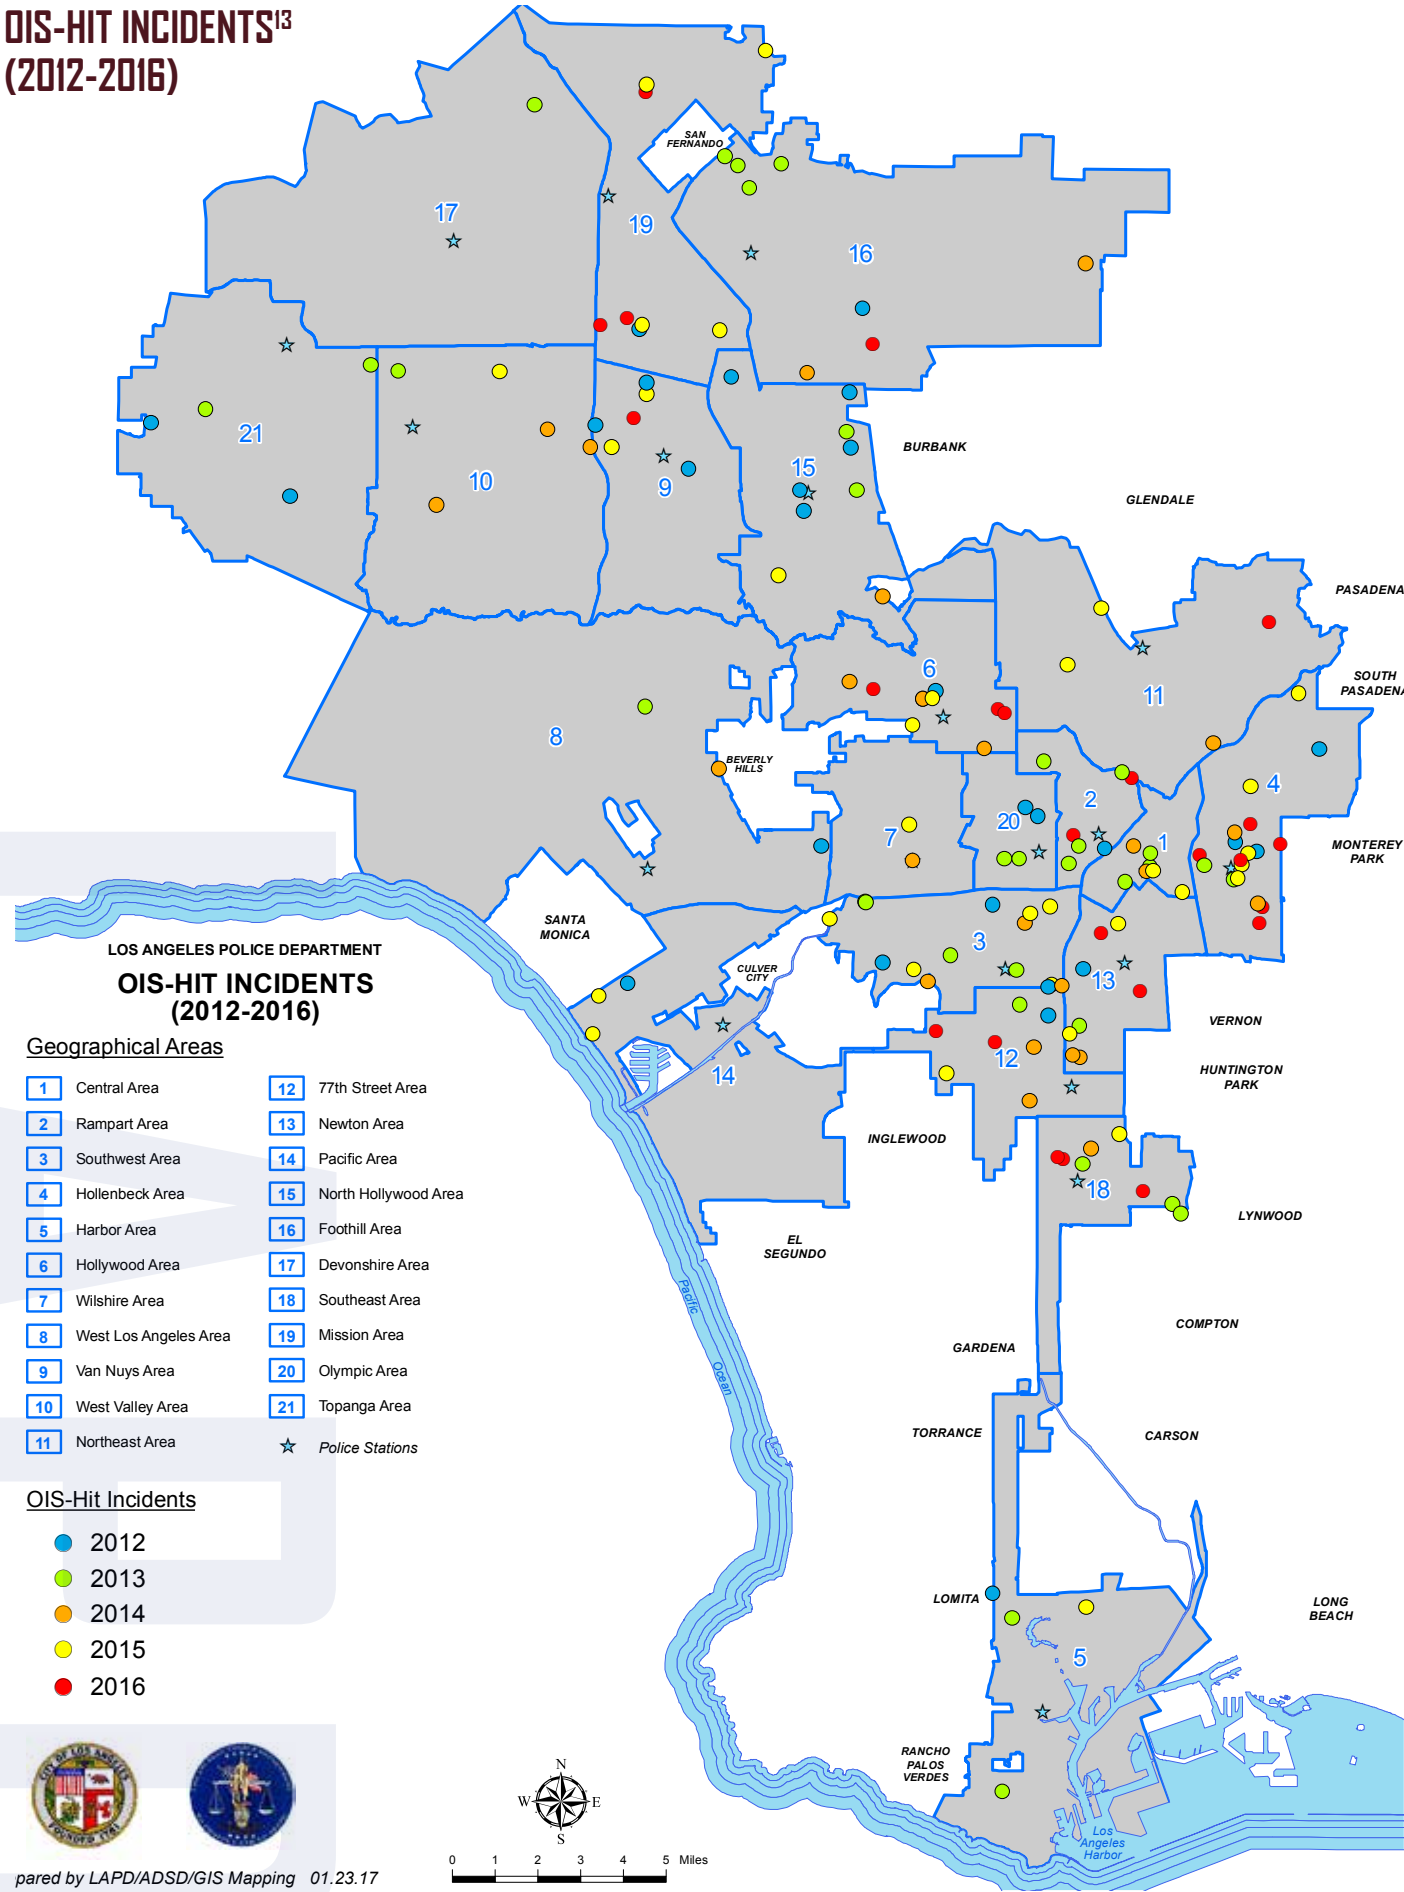 OIS-HIT INCIDENTS13
(2012-2016)
SAN
FERNANDO
17
19
16
21
10
9
15
BURBANK
GLENDALE
PASADENA
6
11
SOUTH
PASADENA
8
BEVERLY
HILLS
4
2
20
7
1
MONTEREY
PARK
SANTA
MONICA
3
CULVER
CITY
13
VERNON
12
14
HUNTINGTON
PARK
INGLEWOOD
18
LYNWOOD
EL
SEGUNDO
Pacific
Ocean
COMPTON
GARDENA
TORRANCE
CARSON
LOMITA
LONG
BEACH
5
RANCHO
PALOS
VERDES
Los
Angeles
Harbor
LOS ANGELES POLICE DEPARTMENT
OIS-HIT INCIDENTS
(2012-2016)
Geographical Areas
1 Central Area
2 Rampart Area
3 Southwest Area
4 Hollenbeck Area
5 Harbor Area
6 Hollywood Area
7 Wilshire Area
8 West Los Angeles Area
9 Van Nuys Area
10 West Valley Area
11 Northeast Area
12 77th Street Area
13 Newton Area
14 Pacific Area
15 North Hollywood Area
16 Foothill Area
17 Devonshire Area
18 Southeast Area
19 Mission Area
20 Olympic Area
21 Topanga Area
Police Stations
OIS-Hit Incidents
2012
2013
2014
2015
2016
CITY OF LOS ANGELES
FOUNDED 1781
N
W E
S
0 1 2 3 4 5 Miles
pared by LAPD/ADSD/GIS Mapping 01.23.17